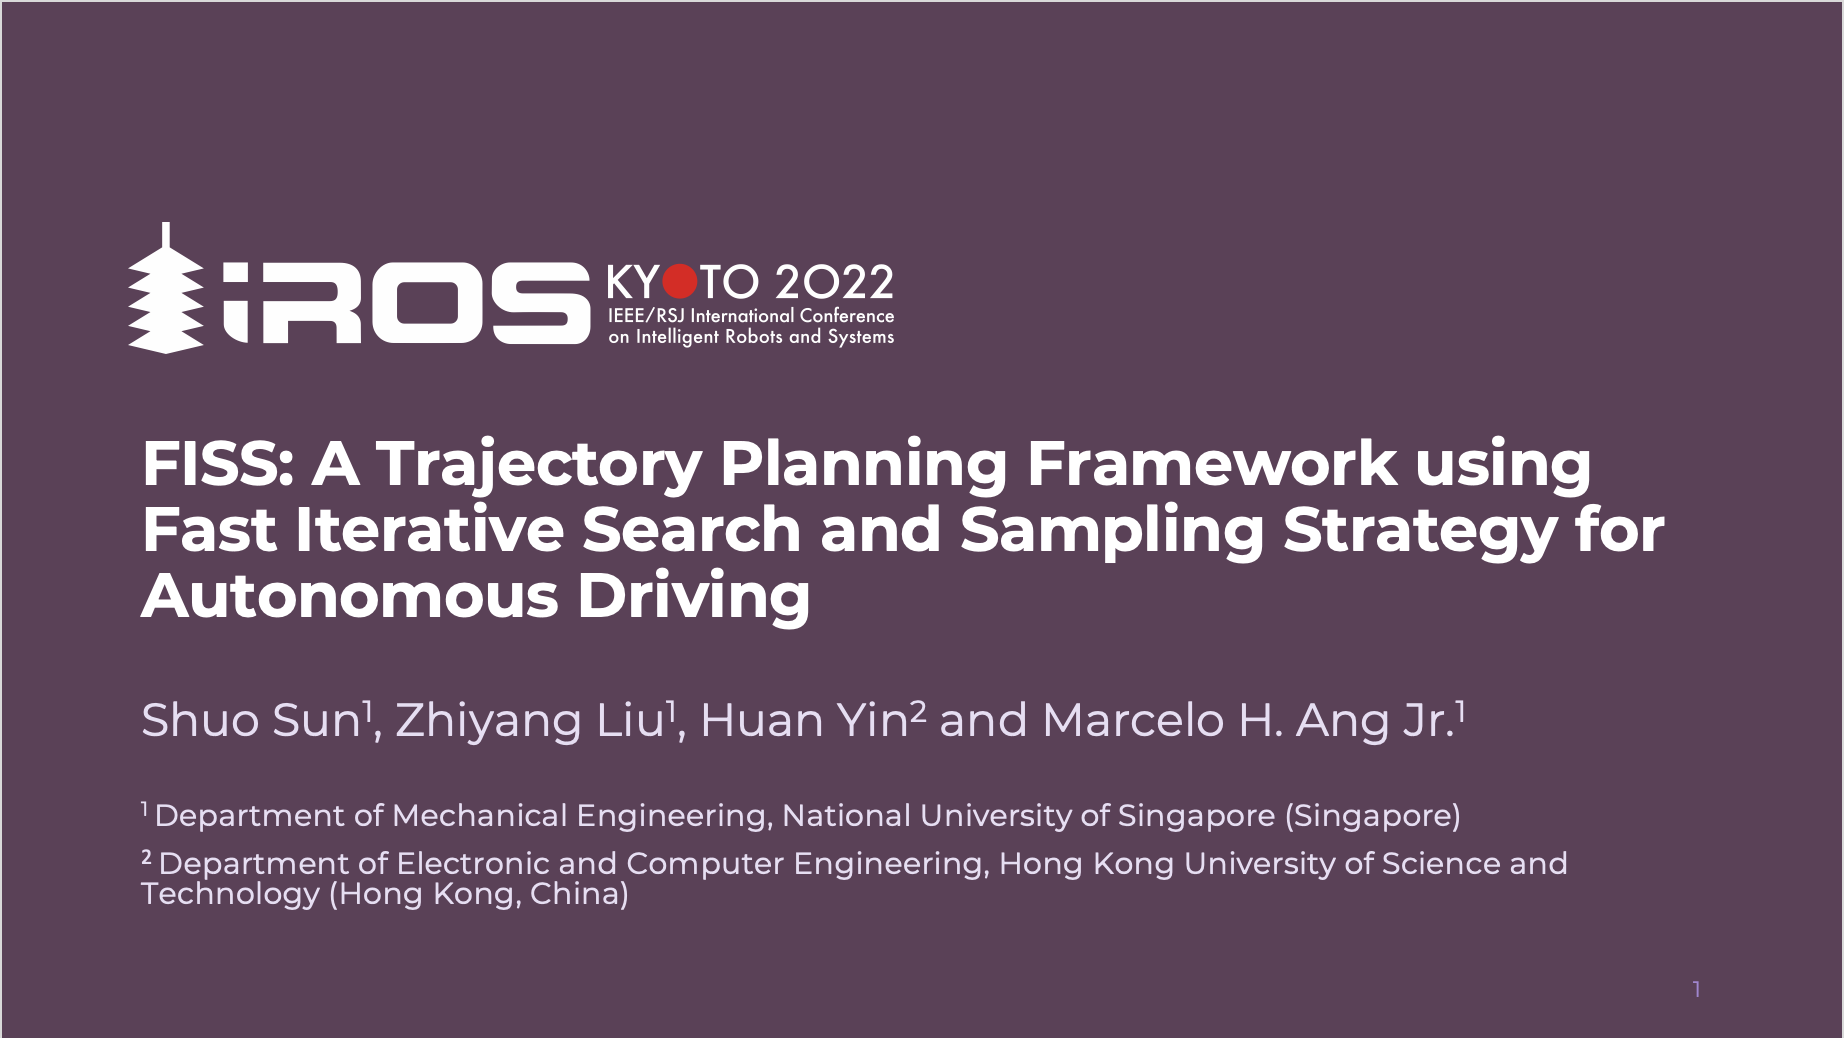 iROS
KYOTO 2022
IEEE/RSJ International Conference
on Intelligent Robots and Systems
FISS: A Trajectory Planning Framework using
Fast Iterative Search and Sampling Strategy for
Autonomous Driving
Shuo Sun¹, Zhiyang Liu¹, Huan Yin² and Marcelo H. Ang Jr.¹
¹ Department of Mechanical Engineering, National University of Singapore (Singapore)
² Department of Electronic and Computer Engineering, Hong Kong University of Science and
Technology (Hong Kong, China)
1